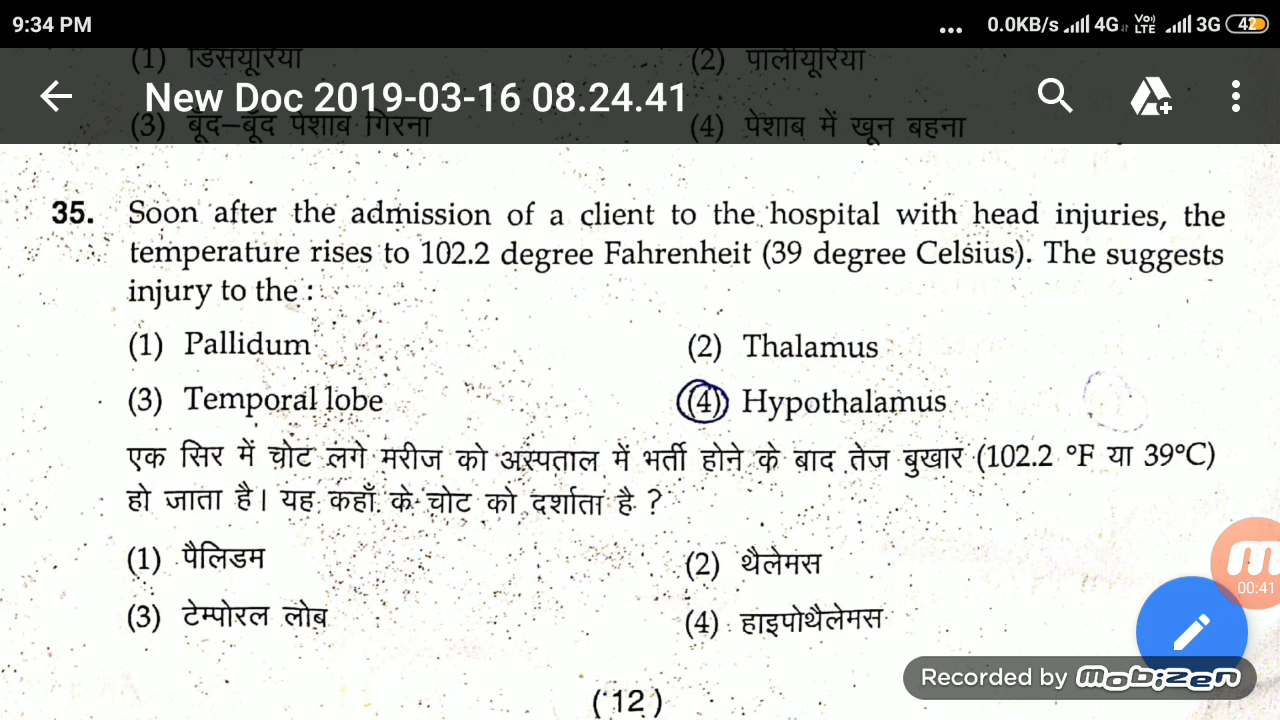 9:34 PM
... 0.0KB/s 4G Vo) LTE 3G 42
(1) डिसयूरिया (2) पालीयूरिया
New Doc 2019-03-16 08.24.41
(3) बूँद-बूँद पेशाब गिरना (4) पेशाब में खून बहना
35. Soon after the admission of a client to the hospital with head injuries, the
temperature rises to 102.2 degree Fahrenheit (39 degree Celsius). The suggests
injury to the :
(1) Pallidum (2) Thalamus
(3) Temporal lobe (4) Hypothalamus
एक सिर में चोट लगे मरीज को अस्पताल में भर्ती होने के बाद तेज बुखार (102.2 ºF या 39ºC)
हो जाता है। यह कहाँ के चोट को दर्शाता है ?
(1) पैलिडम (2) थैलेमस
(3) टेम्पोरल लोब (4) हाइपोथैलेमस
00:41
Recorded by mobizen
(12)